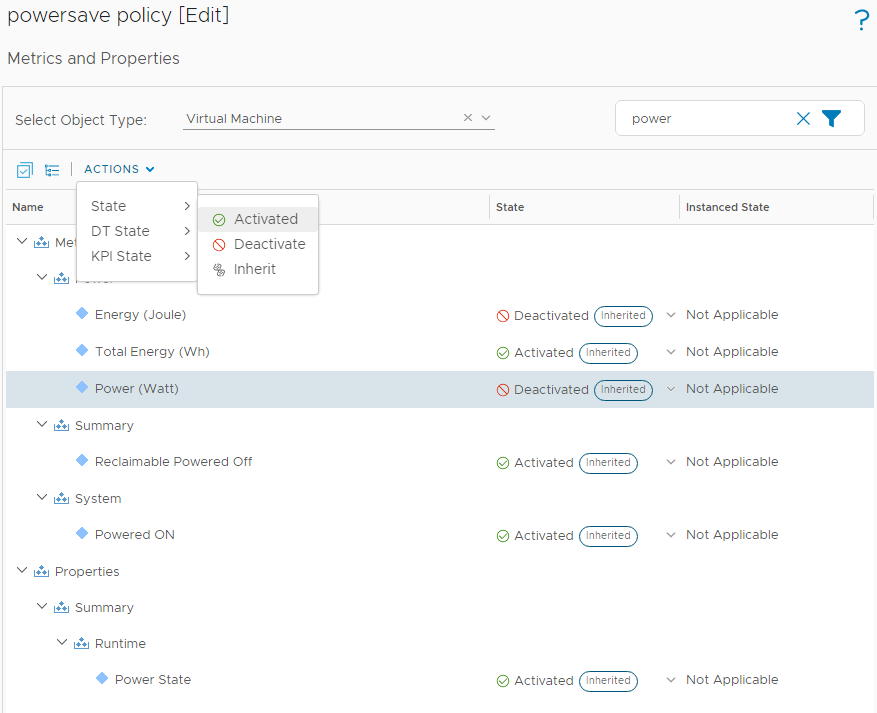 powersave policy [Edit]
?
Metrics and Properties
Select Object Type: Virtual Machine power
ACTIONS
Name State Instanced State
State Activated
DT State Deactivate
KPI State Inherit
Energy (Joule) Deactivated Inherited Not Applicable
Total Energy (Wh) Activated Inherited Not Applicable
Power (Watt) Deactivated Inherited Not Applicable
Summary
Reclaimable Powered Off Activated Inherited Not Applicable
System
Powered ON Activated Inherited Not Applicable
Properties
Summary
Runtime
Power State Activated Inherited Not Applicable